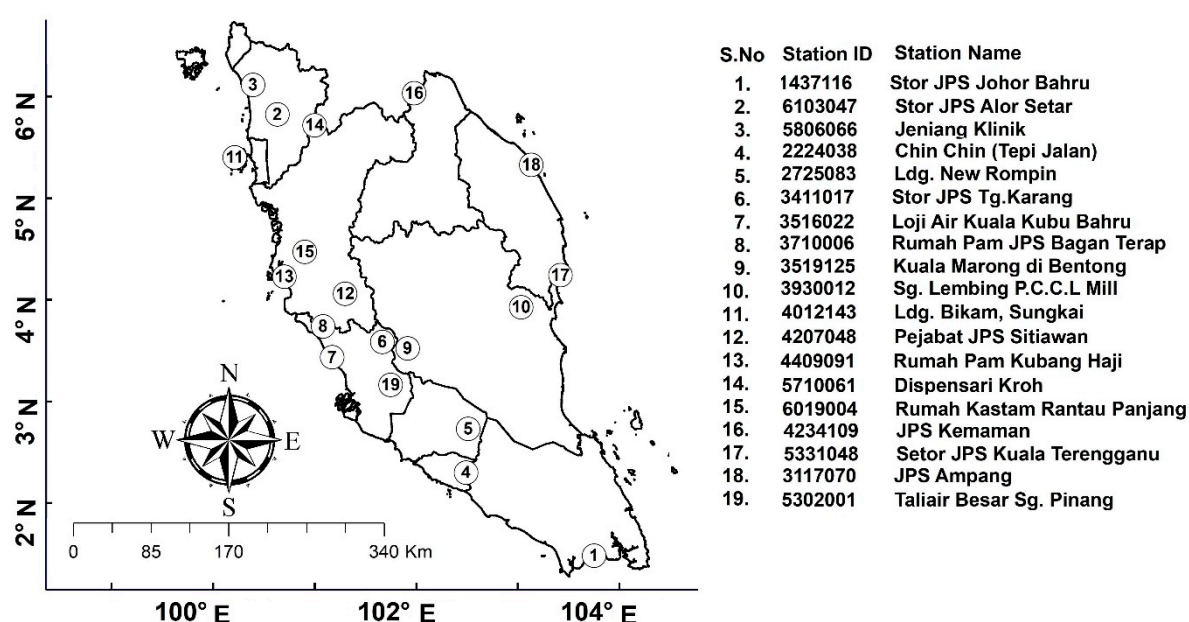 S.No Station ID Station Name
1. 1437116 Stor JPS Johor Bahru
2. 6103047 Stor JPS Alor Setar
3. 5806066 Jeniang Klinik
4. 2224038 Chin Chin (Tepi Jalan)
5. 2725083 Ldg. New Rompin
6. 3411017 Stor JPS Tg.Karang
7. 3516022 Loji Air Kuala Kubu Bahru
8. 3710006 Rumah Pam JPS Bagan Terap
9. 3519125 Kuala Marong di Bentong
10. 3930012 Sg. Lembing P.C.C.L Mill
11. 4012143 Ldg. Bikam, Sungkai
12. 4207048 Pejabat JPS Sitiawan
13. 4409091 Rumah Pam Kubang Haji
14. 5710061 Dispensari Kroh
15. 6019004 Rumah Kastam Rantau Panjang
16. 4234109 JPS Kemaman
17. 5331048 Setor JPS Kuala Terengganu
18. 3117070 JPS Ampang
19. 5302001 Taliair Besar Sg. Pinang
6° N
5° N
4° N
3° N
2° N
3
2
16
14
11
18
15
13
12
17
10
8
6
9
7
19
5
4
1
N
W
E
S
0 85 170 340 Km
100° E 102° E 104° E